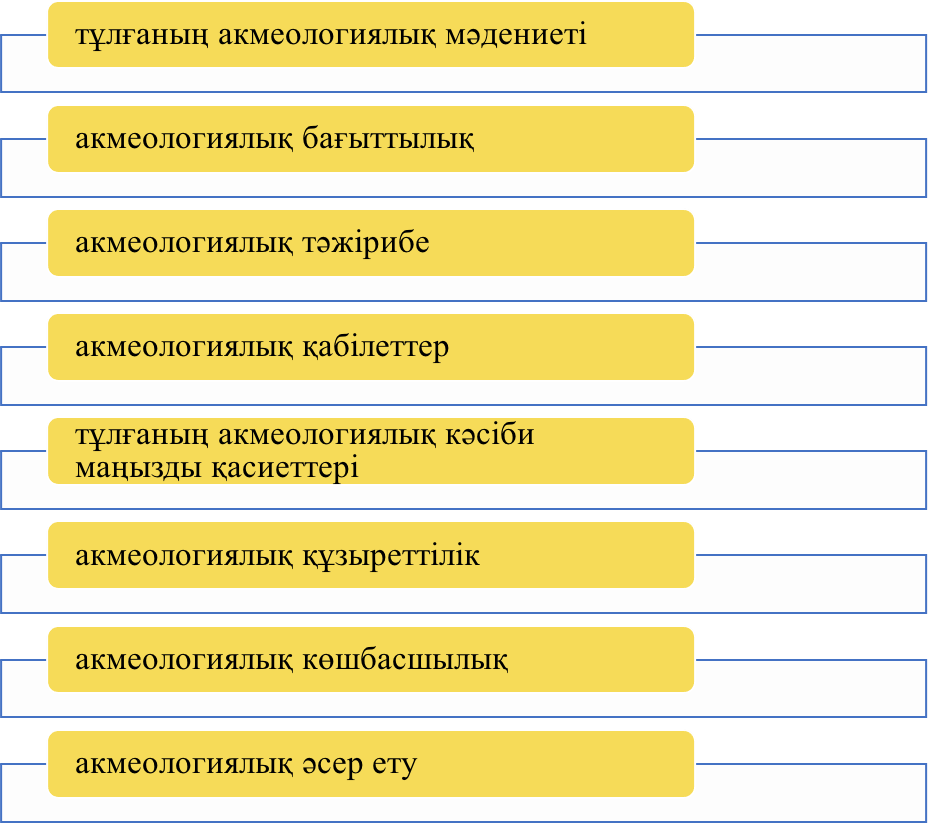 тұлғаның акмеологиялық мәдениеті
акмеологиялық бағыттылық
акмеологиялық тәжірибе
акмеологиялық қабілеттер
тұлғаның акмеологиялық кәсіби
маңызды қасиеттері
акмеологиялық құзыреттілік
акмеологиялық көшбасшылық
акмеологиялық әсер ету